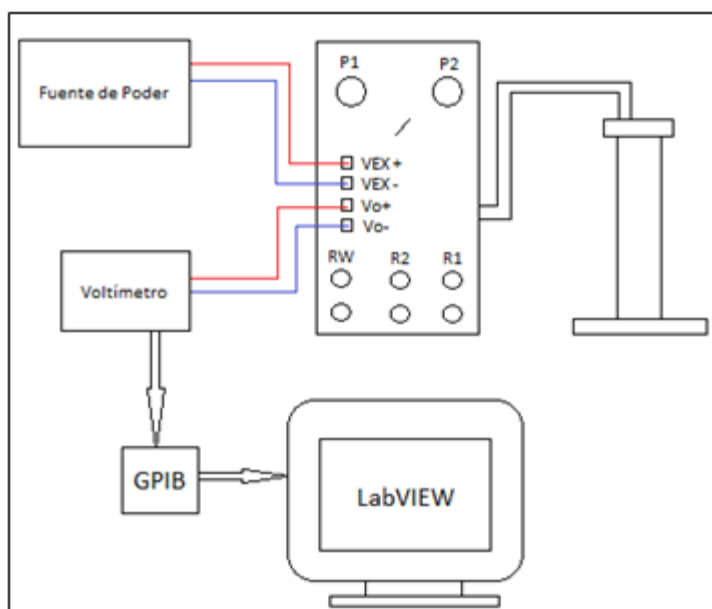 P1 P2
Fuente de Poder
VEX+
VEX-
Vo+
Vo-
RW R2 R1
Voltímetro
GPIB
LabVIEW